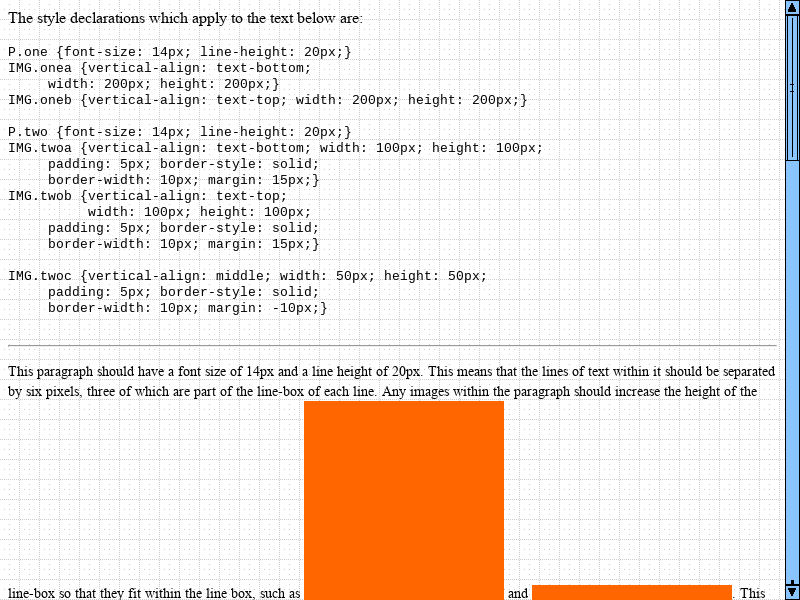 The style declarations which apply to the text below are:
P.one {font-size: 14px; line-height: 20px;}
IMG.onea {vertical-align: text-bottom;
width: 200px; height: 200px;}
IMG.oneb {vertical-align: text-top; width: 200px; height: 200px;}
P.two {font-size: 14px; line-height: 20px;}
IMG.twoa {vertical-align: text-bottom; width: 100px; height: 100px;
padding: 5px; border-style: solid;
border-width: 10px; margin: 15px;}
IMG.twob {vertical-align: text-top;
width: 100px; height: 100px;
padding: 5px; border-style: solid;
border-width: 10px; margin: 15px;}
IMG.twoc {vertical-align: middle; width: 50px; height: 50px;
padding: 5px; border-style: solid;
border-width: 10px; margin: -10px;}
This paragraph should have a font size of 14px and a line height of 20px. This means that the lines of text within it should be separated
by six pixels, three of which are part of the line-box of each line. Any images within the paragraph should increase the height of the
line-box so that they fit within the line box, such as and . This